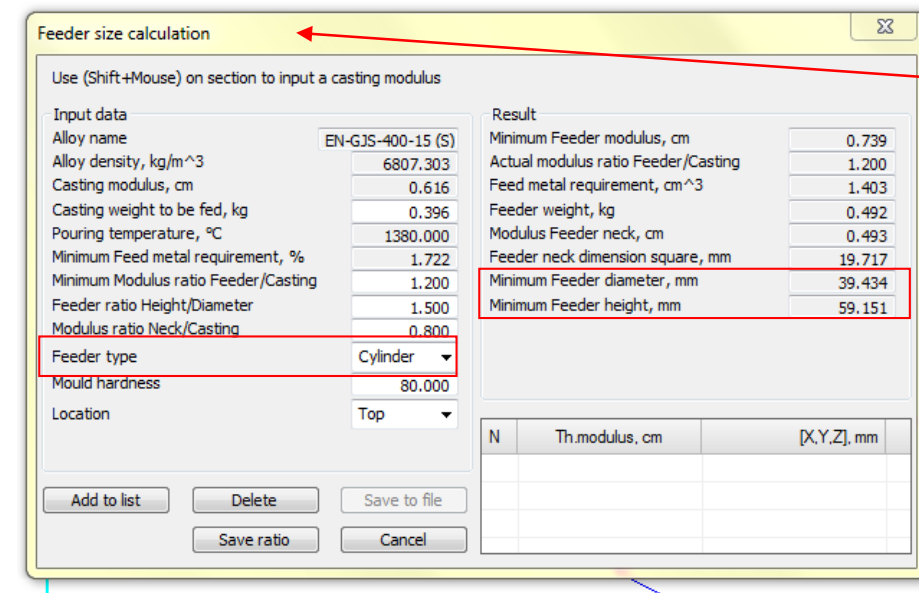 Feeder size calculation
Use (Shift+Mouse) on section to input a casting modulus
Input data
Alloy name EN-GJS-400-15 (S)
Alloy density, kg/m^3 6807.303
Casting modulus, cm 0.616
Casting weight to be fed, kg 0.396
Pouring temperature, ºC 1380.000
Minimum Feed metal requirement, % 1.722
Minimum Modulus ratio Feeder/Casting 1.200
Feeder ratio Height/Diameter 1.500
Modulus ratio Neck/Casting 0.800
Feeder type Cylinder
Mould hardness 80.000
Location Top
Add to list Delete Save to file
Save ratio Cancel
Result
Minimum Feeder modulus, cm 0.739
Actual modulus ratio Feeder/Casting 1.200
Feed metal requirement, cm^3 1.403
Feeder weight, kg 0.492
Modulus Feeder neck, cm 0.493
Feeder neck dimension square, mm 19.717
Minimum Feeder diameter, mm 39.434
Minimum Feeder height, mm 59.151
N Th.modulus, cm [X,Y,Z], mm